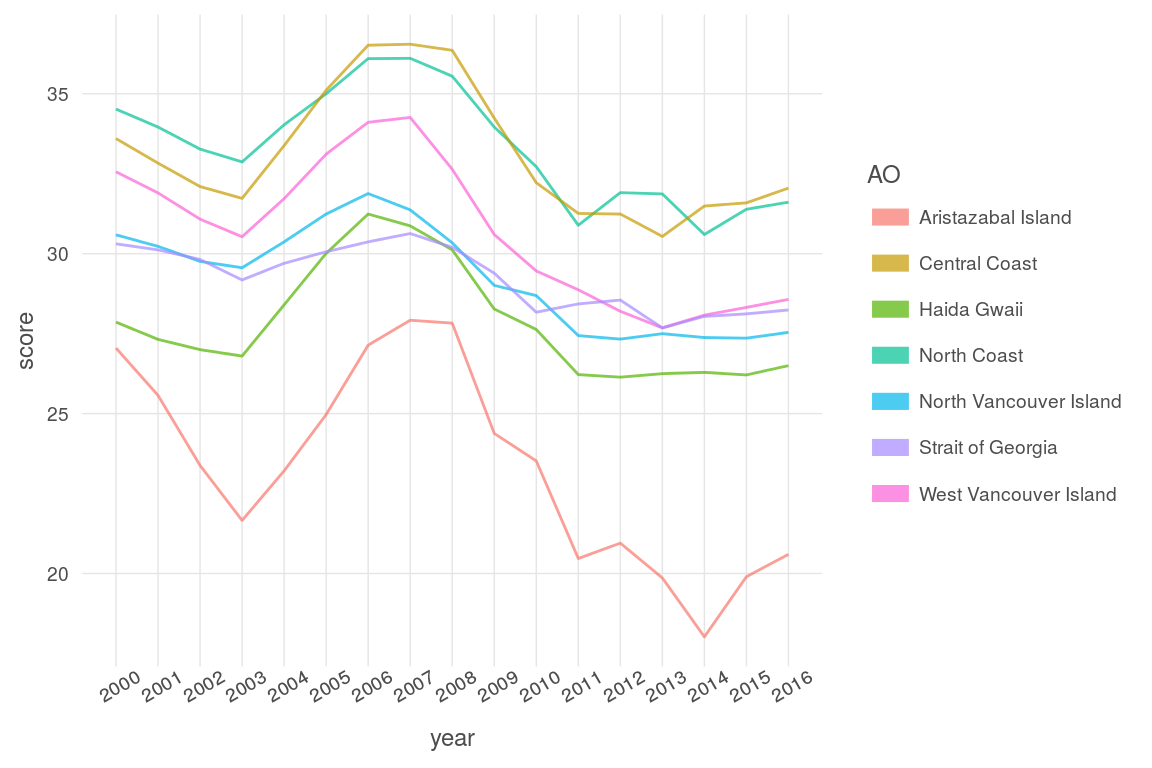 35
30
25
20
score
2000 2001 2002 2003 2004 2005 2006 2007 2008 2009 2010 2011 2012 2013 2014 2015 2016
year
AO
Aristazabal Island
Central Coast
Haida Gwaii
North Coast
North Vancouver Island
Strait of Georgia
West Vancouver Island